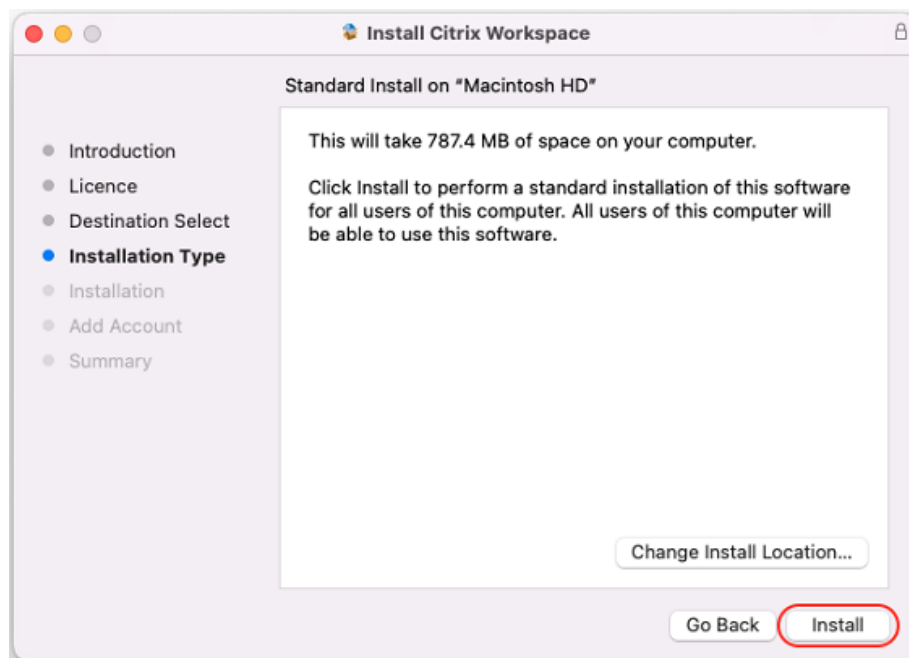 Install Citrix Workspace
Standard Install on “Macintosh HD”
Introduction
Licence
Destination Select
Installation Type
Installation
Add Account
Summary
This will take 787.4 MB of space on your computer.
Click Install to perform a standard installation of this software
for all users of this computer. All users of this computer will
be able to use this software.
Change Install Location...
Go Back
Install